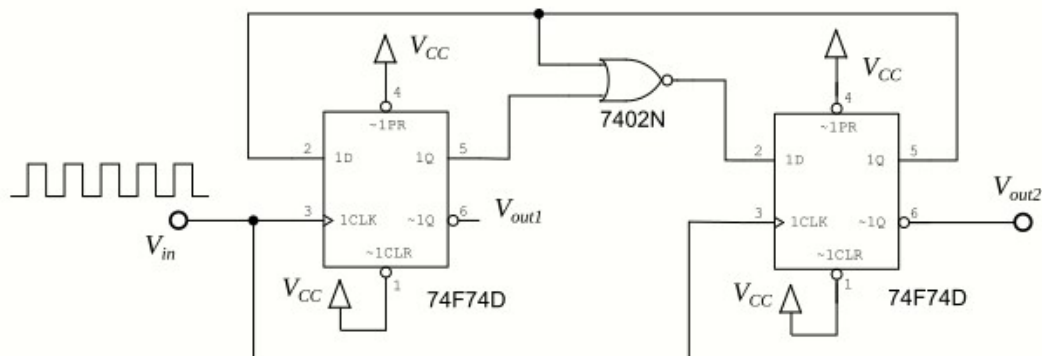 V_CC
V_CC
4
4
7402N
~1PR
~1PR
2
1D
1Q
5
2
1D
1Q
5
V_in
3
1CLK
~1Q
6
V_out1
3
1CLK
~1Q
6
V_out2
~1CLR
~1CLR
V_CC
1
74F74D
V_CC
1
74F74D